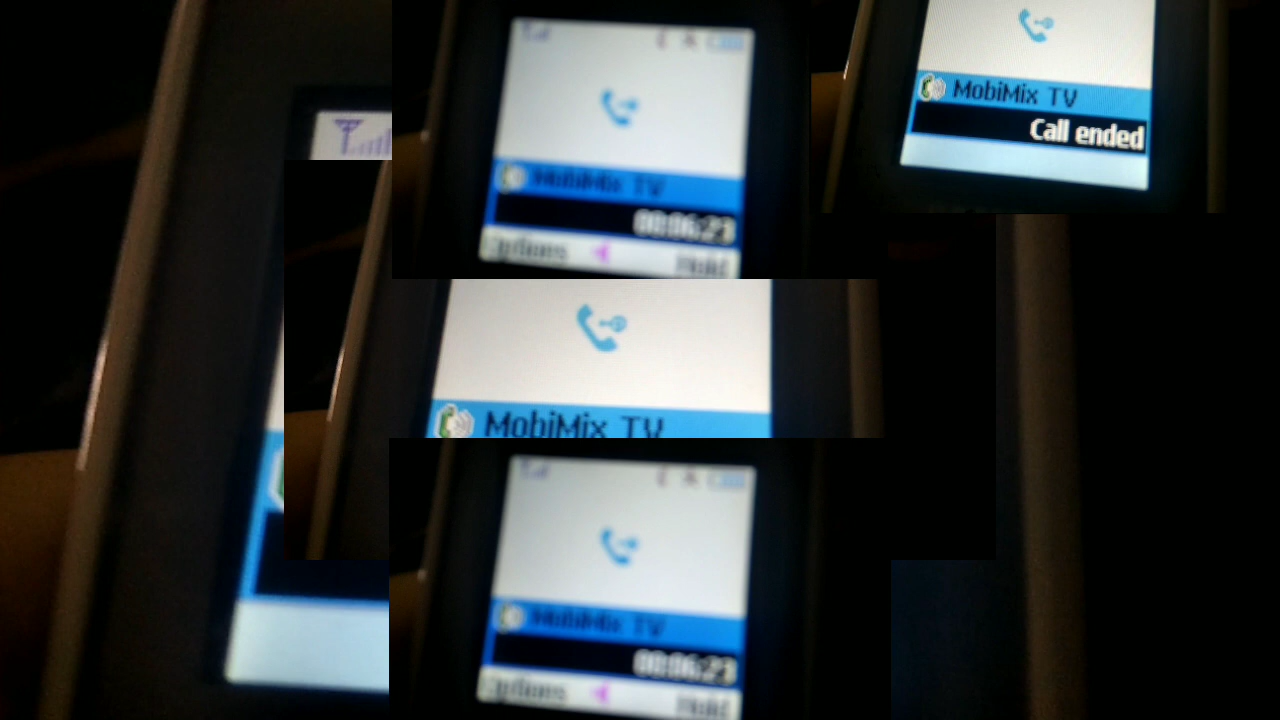 MobiMix TV
00:06:23
Options
Hold
MobiMix TV
Call ended
MobiMix TV
MobiMix TV
00:06:23
Options
Hold